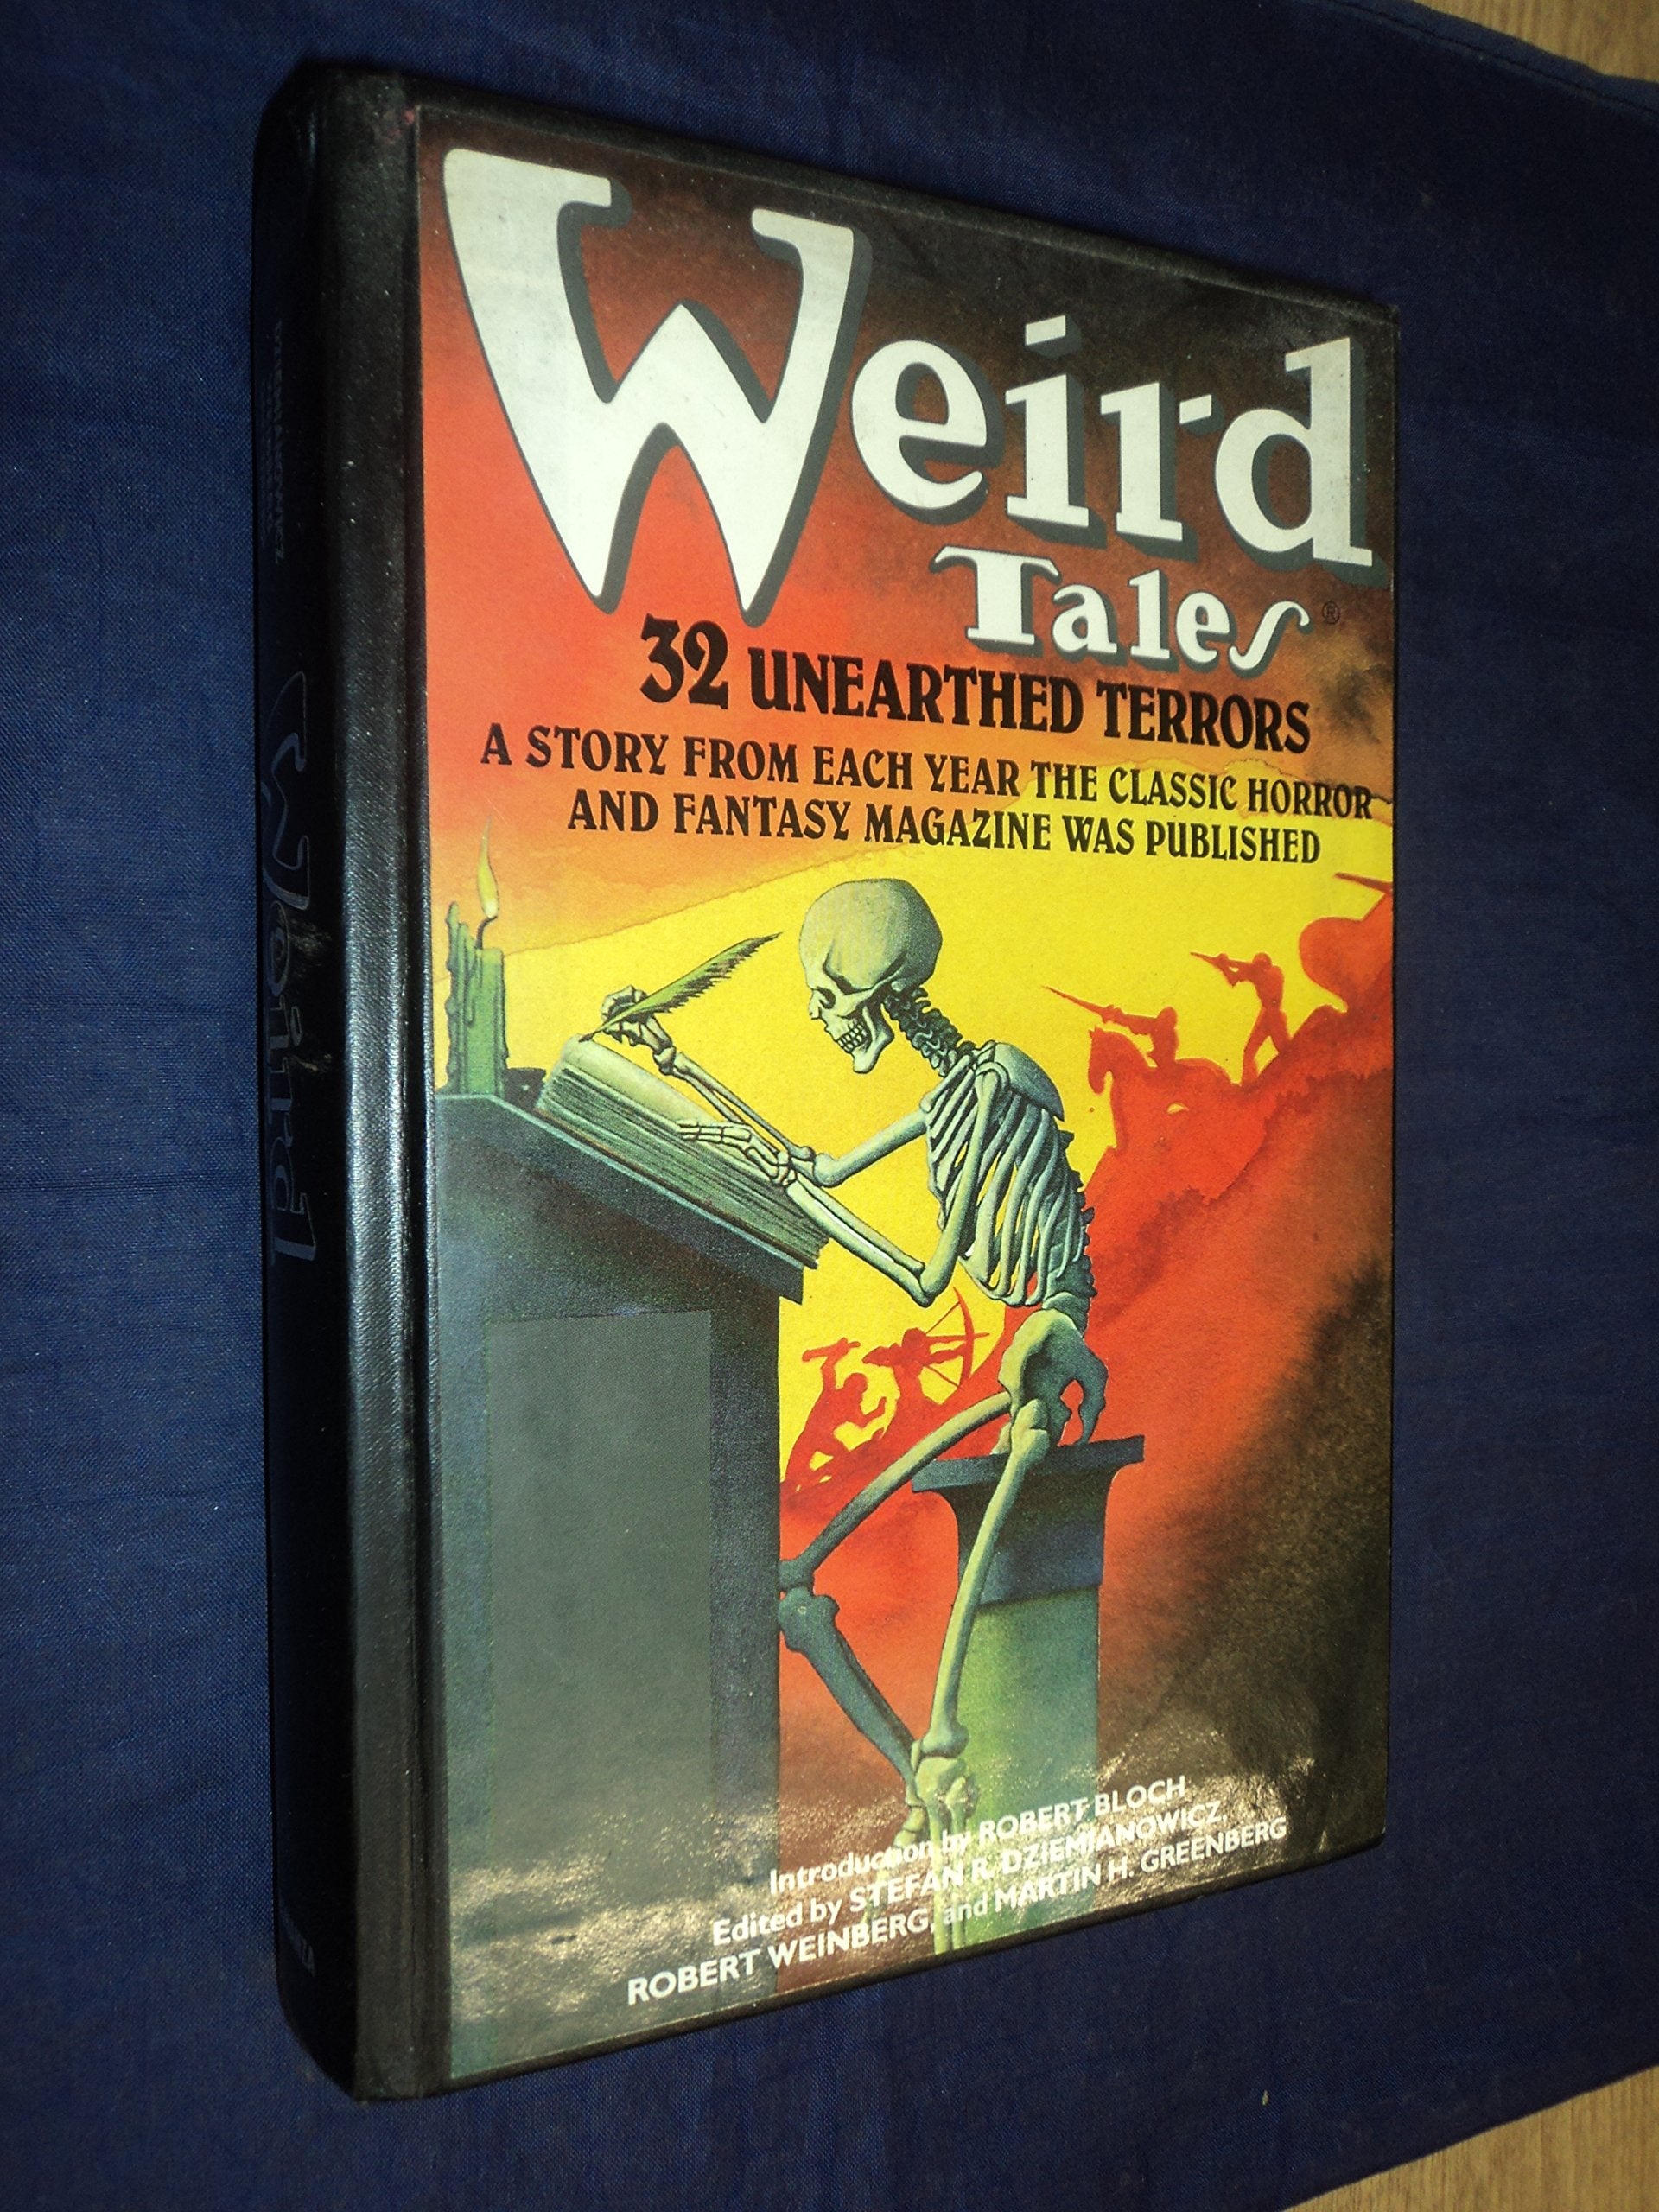 Weird
Tales®
32 UNEARTHED TERRORS
A STORY FROM EACH YEAR THE CLASSIC HORROR
AND FANTASY MAGAZINE WAS PUBLISHED
Introduction by ROBERT BLOCH
Edited by STEFAN R. DZIEMIANOWICZ,
ROBERT WEINBERG, and MARTIN H. GREENBERG
Weird